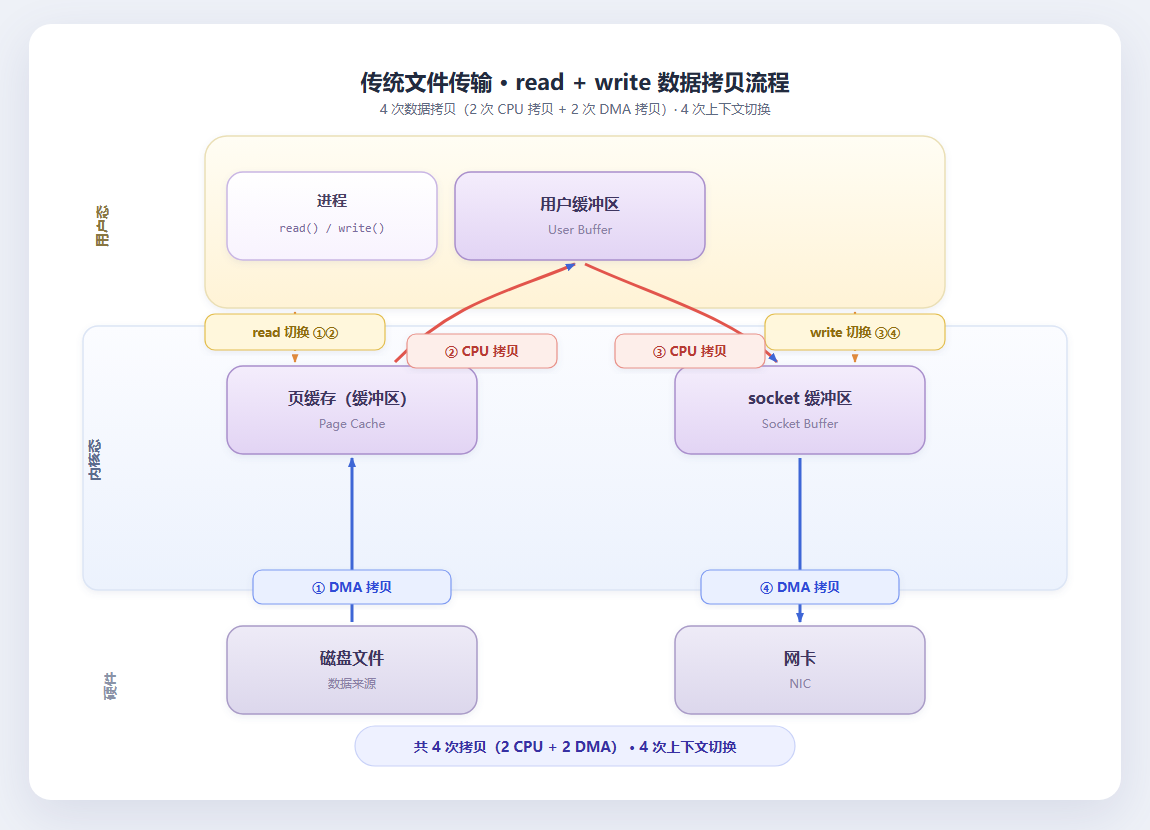 传统文件传输 • read + write 数据拷贝流程
4 次数据拷贝（2 次 CPU 拷贝 + 2 次 DMA 拷贝）· 4 次上下文切换
用户态
进程
read() / write()
用户缓冲区
User Buffer
read 切换 ①②
write 切换 ③④
② CPU 拷贝
③ CPU 拷贝
内核态
页缓存（缓冲区）
Page Cache
socket 缓冲区
Socket Buffer
① DMA 拷贝
④ DMA 拷贝
硬件
磁盘文件
数据来源
网卡
NIC
共 4 次拷贝（2 CPU + 2 DMA） • 4 次上下文切换